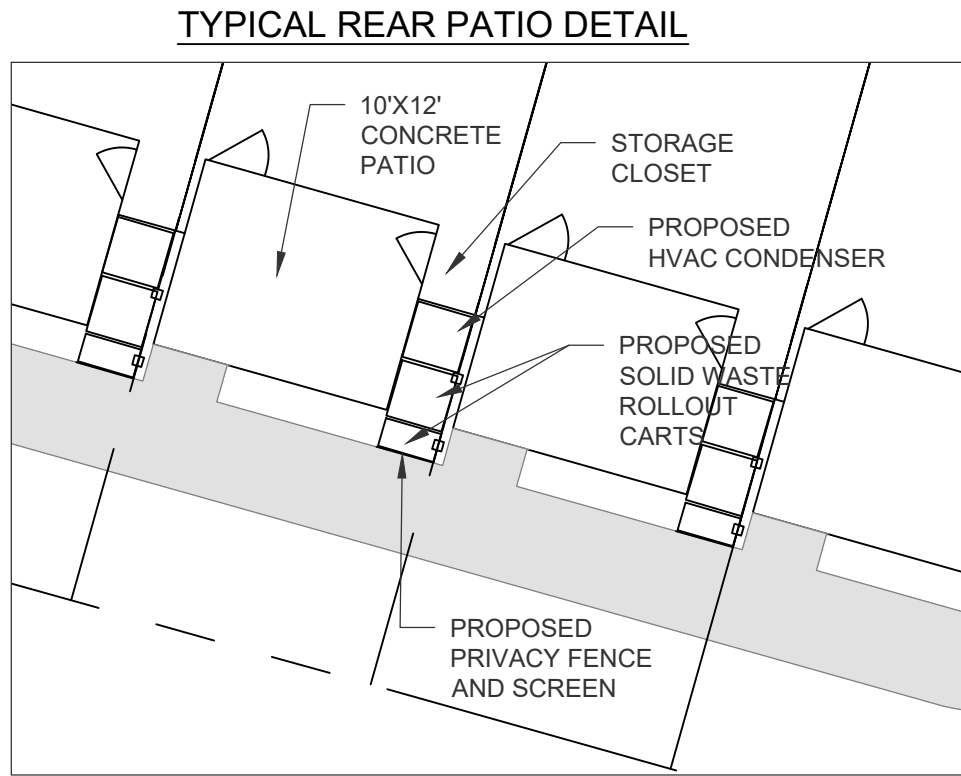 TYPICAL REAR PATIO DETAIL
10'X12'
CONCRETE
PATIO
STORAGE
CLOSET
PROPOSED
HVAC CONDENSER
PROPOSED
SOLID WASTE
ROLLOUT
CARTS
PROPOSED
PRIVACY FENCE
AND SCREEN